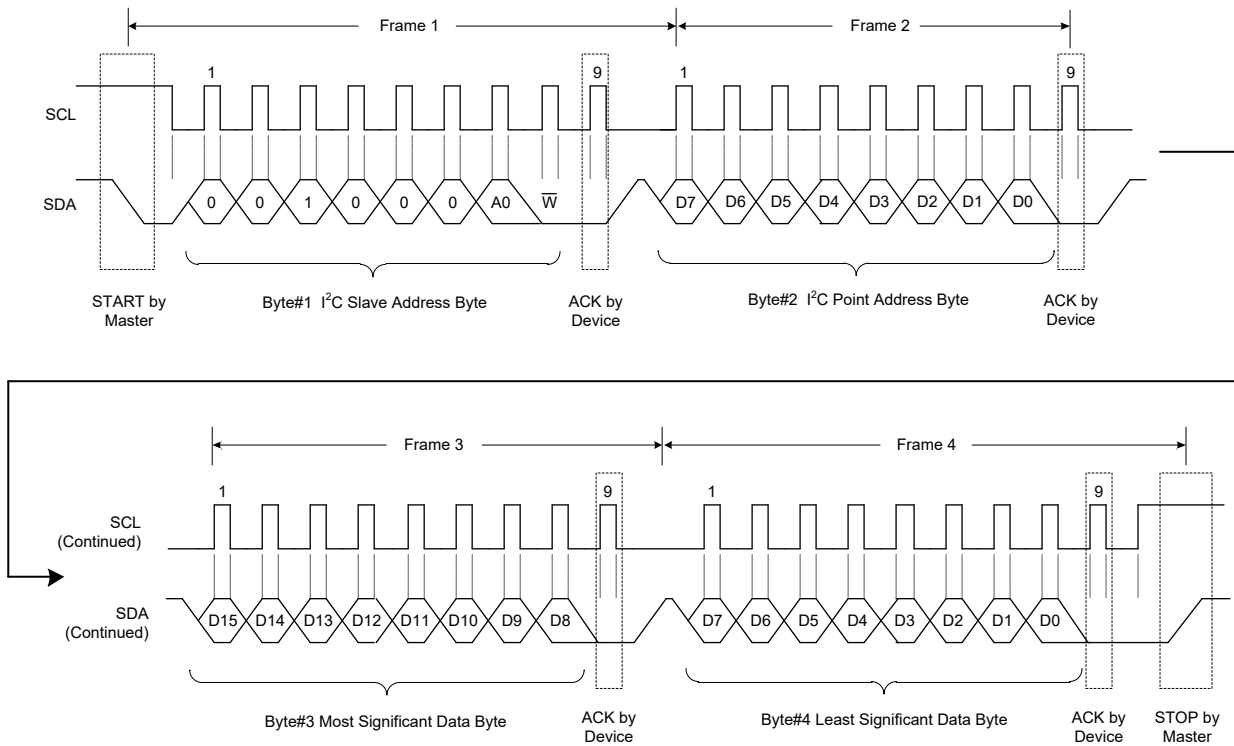 Frame 1
Frame 2
1
9
1
9
SCL
SDA
0
0
1
0
0
0
A0
W̅
D7
D6
D5
D4
D3
D2
D1
D0
START by
Master
Byte#1 I²C Slave Address Byte
ACK by
Device
Byte#2 I²C Point Address Byte
ACK by
Device
Frame 3
Frame 4
1
9
1
9
SCL
(Continued)
SDA
(Continued)
D15
D14
D13
D12
D11
D10
D9
D8
D7
D6
D5
D4
D3
D2
D1
D0
Byte#3 Most Significant Data Byte
ACK by
Device
Byte#4 Least Significant Data Byte
ACK by
Device
STOP by
Master